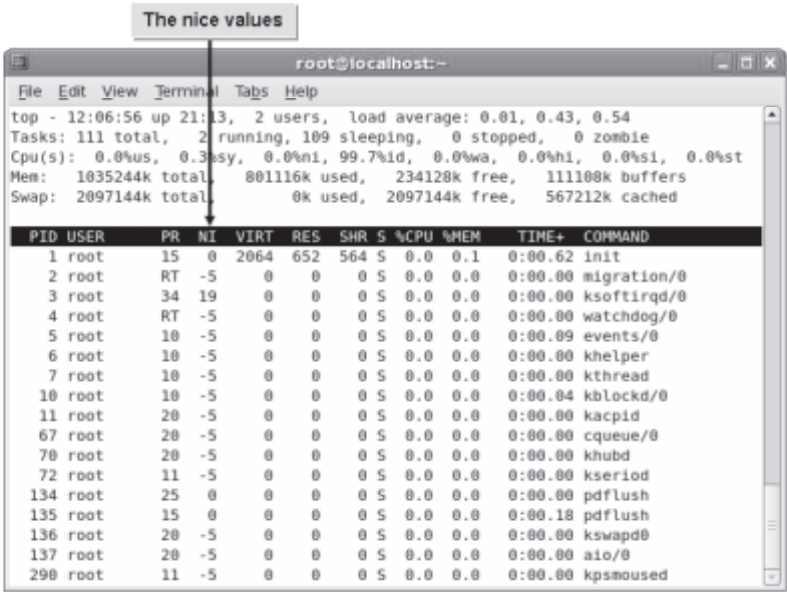 The nice values
root@localhost:~
File Edit View Terminal Tabs Help
top - 12:06:56 up 21:13, 2 users, load average: 0.01, 0.43, 0.54
Tasks: 111 total, 2 running, 109 sleeping, 0 stopped, 0 zombie
Cpu(s): 0.0%us, 0.3%sy, 0.0%ni, 99.7%id, 0.0%wa, 0.0%hi, 0.0%si, 0.0%st
Mem: 1035244k total, 801116k used, 234128k free, 111108k buffers
Swap: 2097144k total, 0k used, 2097144k free, 567212k cached
PID USER PR NI VIRT RES SHR S %CPU %MEM TIME+ COMMAND
1 root 15 0 2064 652 564 S 0.0 0.1 0:00.62 init
2 root RT -5 0 0 0 S 0.0 0.0 0:00.00 migration/0
3 root 34 19 0 0 0 S 0.0 0.0 0:00.00 ksoftirqd/0
4 root RT -5 0 0 0 S 0.0 0.0 0:00.00 watchdog/0
5 root 10 -5 0 0 0 S 0.0 0.0 0:00.09 events/0
6 root 10 -5 0 0 0 S 0.0 0.0 0:00.00 khelper
7 root 10 -5 0 0 0 S 0.0 0.0 0:00.00 kthread
10 root 10 -5 0 0 0 S 0.0 0.0 0:00.04 kblockd/0
11 root 20 -5 0 0 0 S 0.0 0.0 0:00.00 kacpid
67 root 20 -5 0 0 0 S 0.0 0.0 0:00.00 cqueue/0
70 root 20 -5 0 0 0 S 0.0 0.0 0:00.00 khubd
72 root 11 -5 0 0 0 S 0.0 0.0 0:00.00 kseriod
134 root 25 0 0 0 0 S 0.0 0.0 0:00.00 pdflush
135 root 15 0 0 0 0 S 0.0 0.0 0:00.18 pdflush
136 root 20 -5 0 0 0 S 0.0 0.0 0:00.00 kswapd0
137 root 20 -5 0 0 0 S 0.0 0.0 0:00.00 aio/0
290 root 11 -5 0 0 0 S 0.0 0.0 0:00.00 kpsmoused